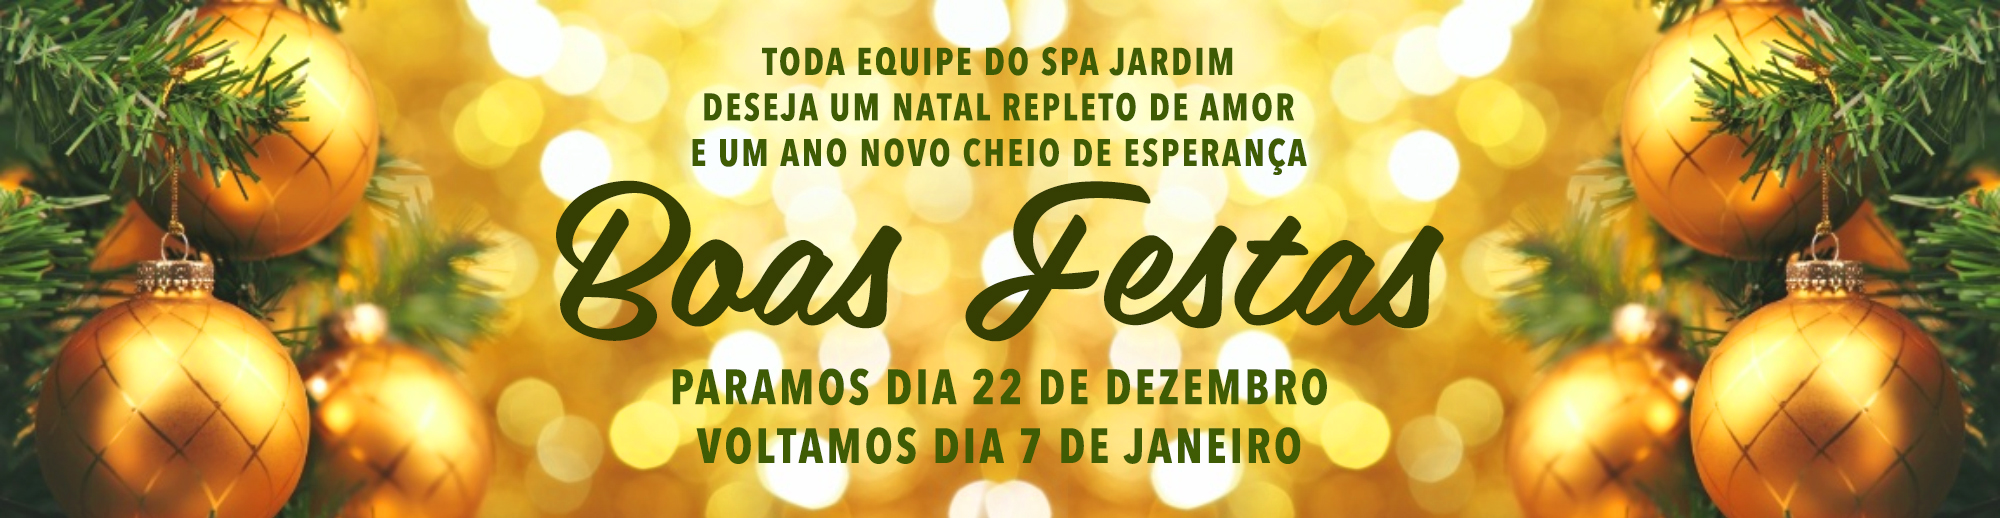 TODA EQUIPE DO SPA JARDIM
DESEJA UM NATAL REPLETO DE AMOR
E UM ANO NOVO CHEIO DE ESPERANÇA
Boas Festas
PARAMOS DIA 22 DE DEZEMBRO
VOLTAMOS DIA 7 DE JANEIRO